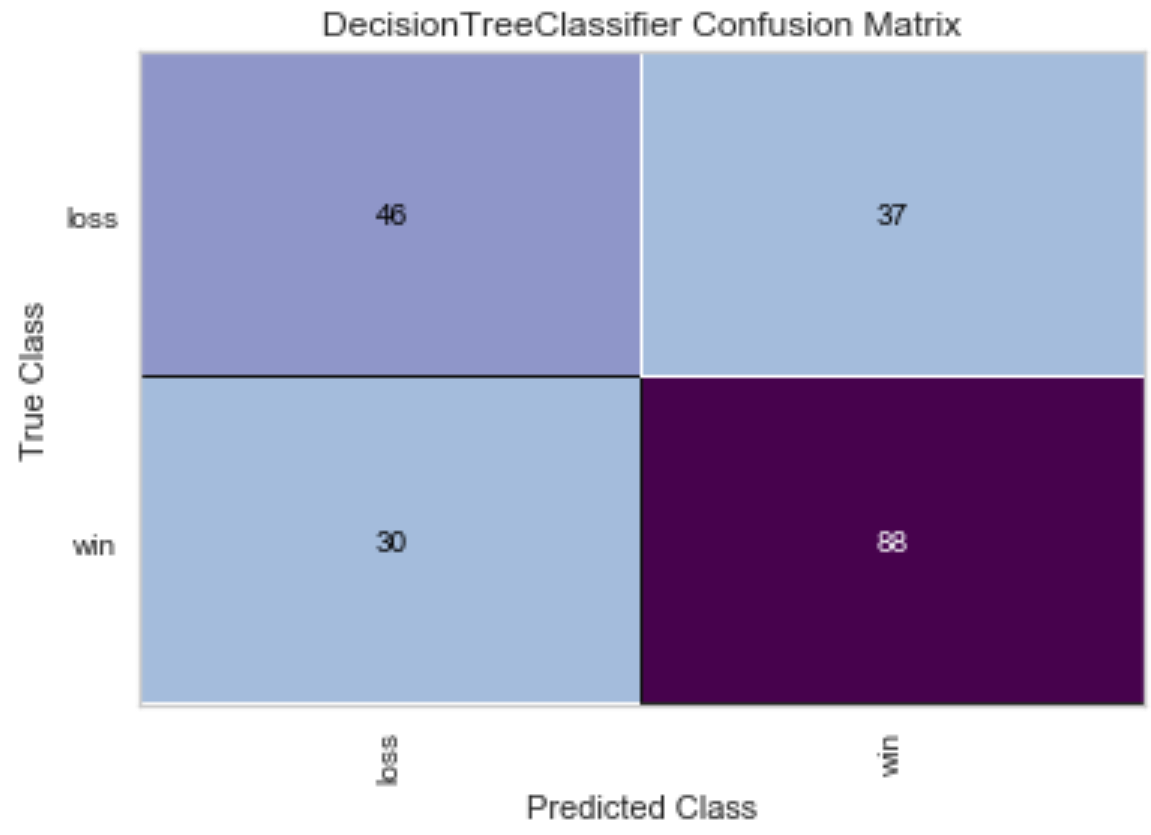 DecisionTreeClassifier Confusion Matrix
True Class
loss
46
37
win
30
88
loss
win
Predicted Class